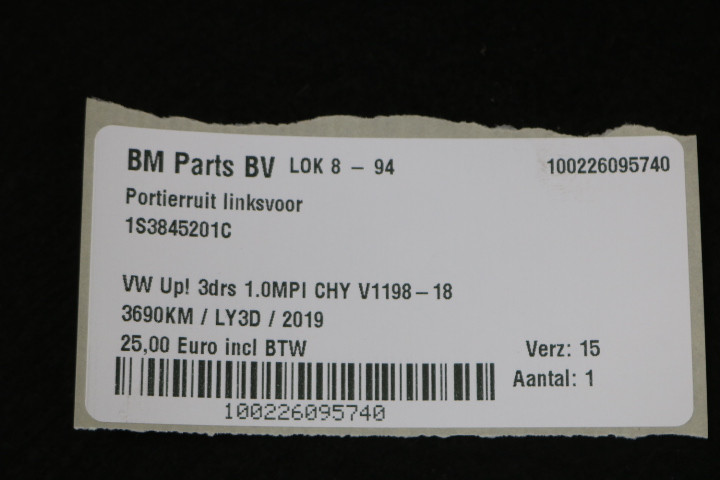 BM Parts BV LOK 8 - 94 100226095740
Portierruit linksvoor
1S3845201C
VW Up! 3drs 1.0MPI CHY V1198-18
3690KM / LY3D / 2019
25,00 Euro incl BTW Verz: 15
Aantal: 1
100226095740